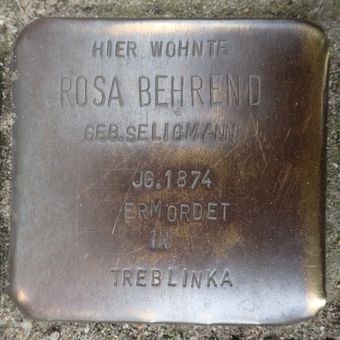 HIER WOHNTE
ROSA BEHREND
GEB. SELIGMANN
JG. 1874
ERMORDET
IN
TREBLINKA